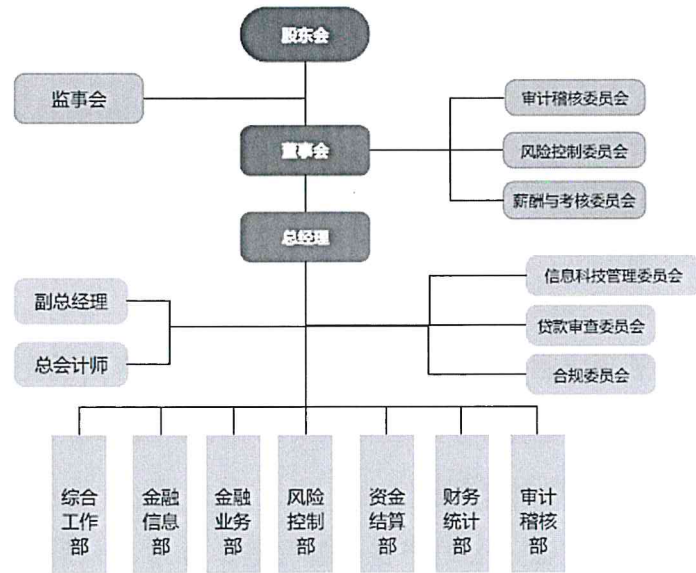 股东会
监事会
审计稽核委员会
董事会
风险控制委员会
薪酬与考核委员会
总经理
信息科技管理委员会
副总经理
贷款审查委员会
总会计师
合规委员会
综合
工作
部
金融
信息
部
金融
业务
部
风险
控制
部
资金
结算
部
财务
统计
部
审计
稽核
部